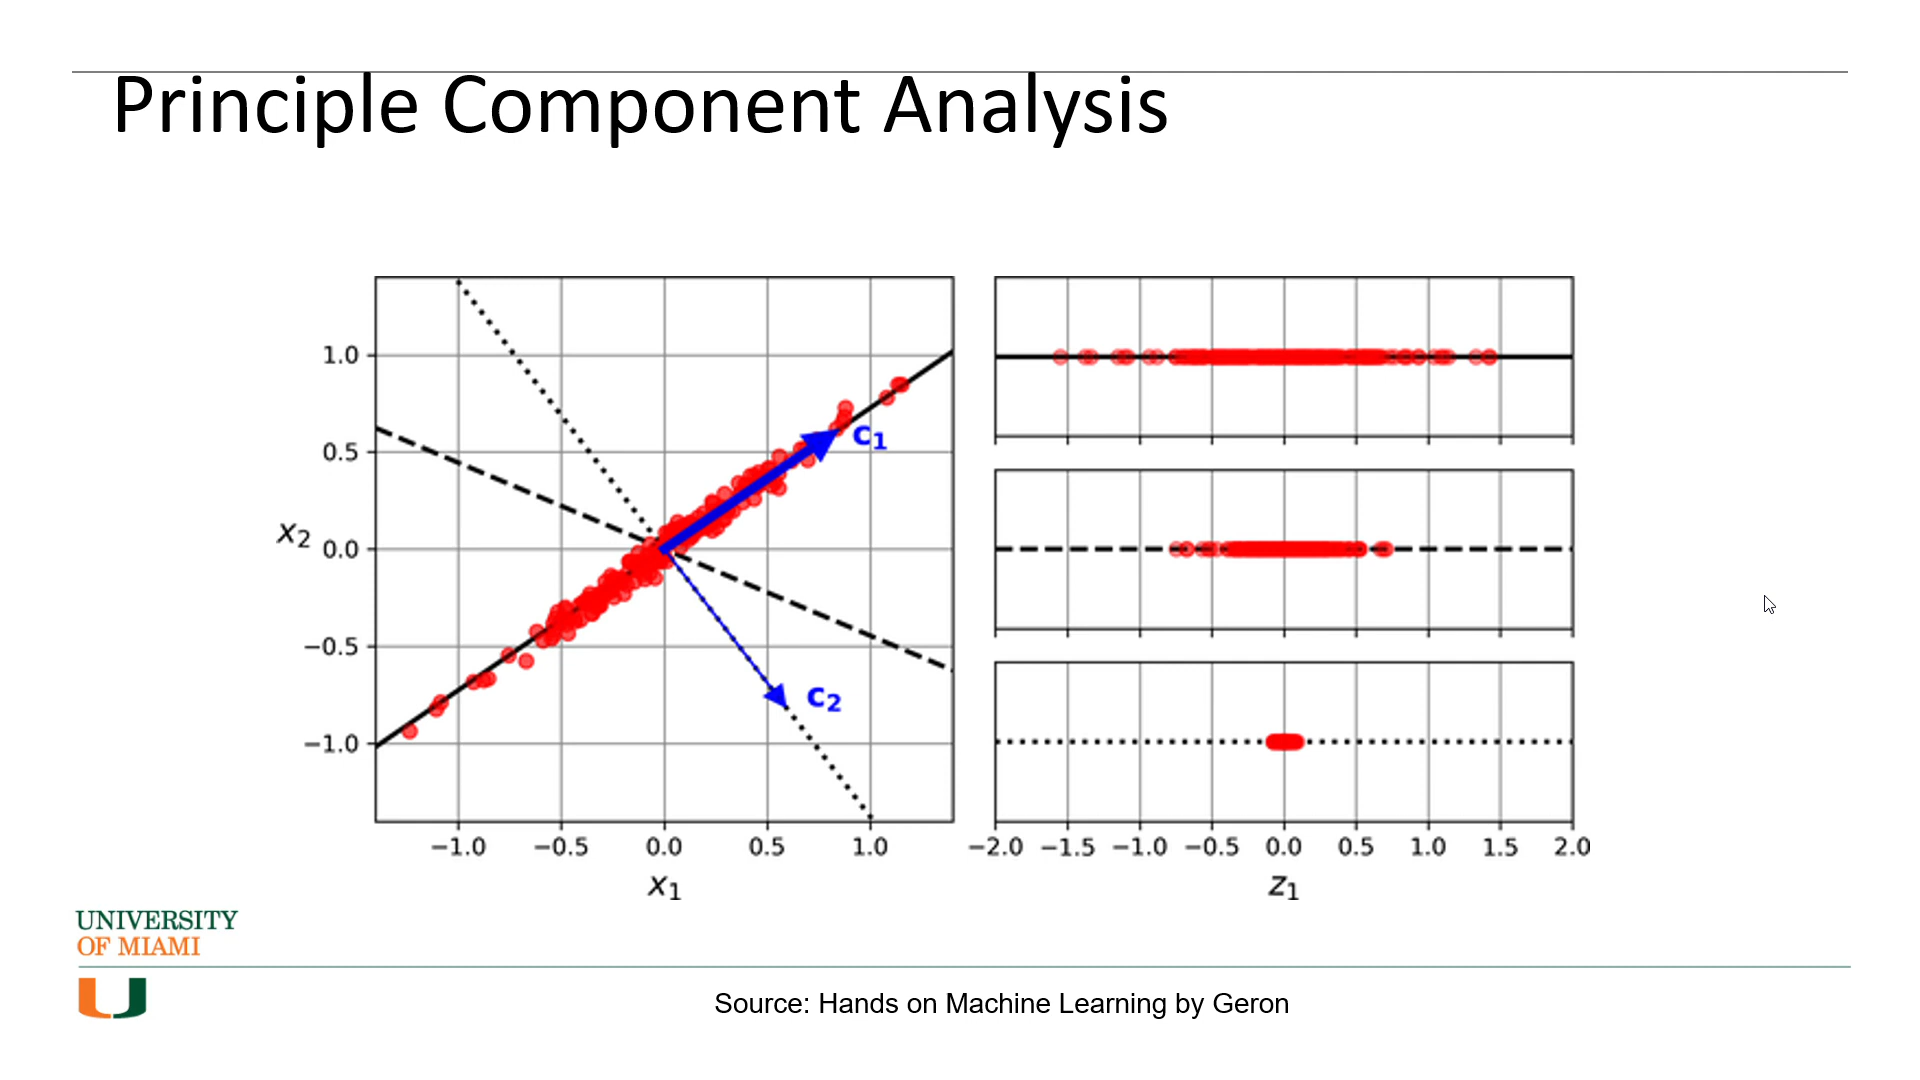 Principle Component Analysis
1.0
0.5
x₂ 0.0
−0.5
−1.0
−1.0 −0.5 0.0 0.5 1.0
x₁
c₁
c₂
−2.0 −1.5 −1.0 −0.5 0.0 0.5 1.0 1.5 2.0
z₁
UNIVERSITY
OF MIAMI
Source: Hands on Machine Learning by Geron